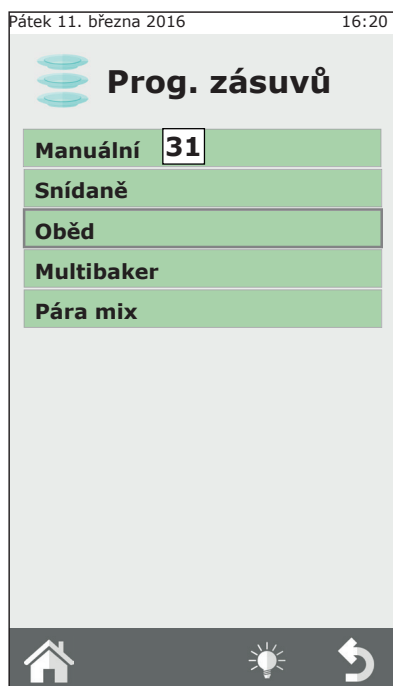 Pátek 11. března 2016 16:20
Prog. zásuvů
Manuální 31
Snídaně
Oběd
Multibaker
Pára mix